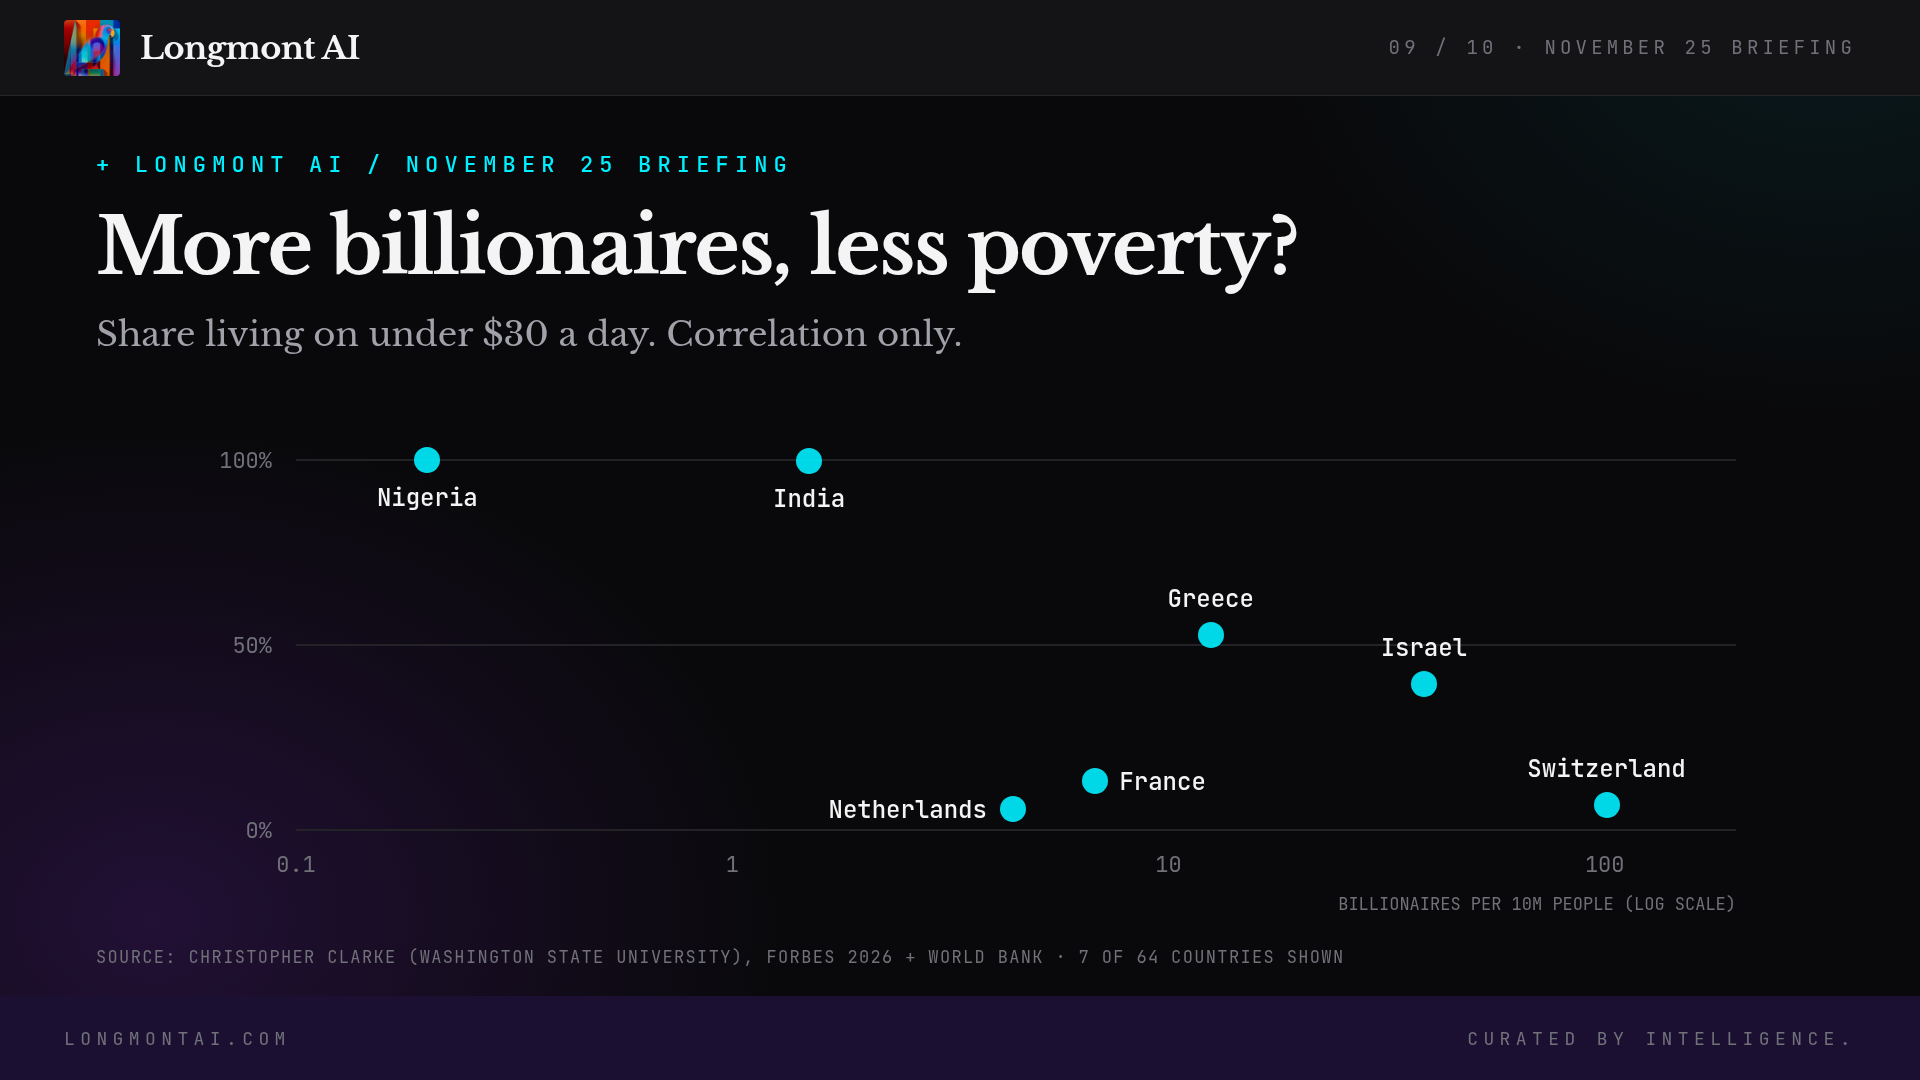 Longmont AI
09 / 10 · NOVEMBER 25 BRIEFING
+ LONGMONT AI / NOVEMBER 25 BRIEFING
More billionaires, less poverty?
Share living on under $30 a day. Correlation only.
100%
Nigeria
India
Greece
50%
Israel
Switzerland
France
Netherlands
0%
0.1
1
10
100
BILLIONAIRES PER 10M PEOPLE (LOG SCALE)
SOURCE: CHRISTOPHER CLARKE (WASHINGTON STATE UNIVERSITY), FORBES 2026 + WORLD BANK · 7 OF 64 COUNTRIES SHOWN
LONGMONTAI.COM
CURATED BY INTELLIGENCE.